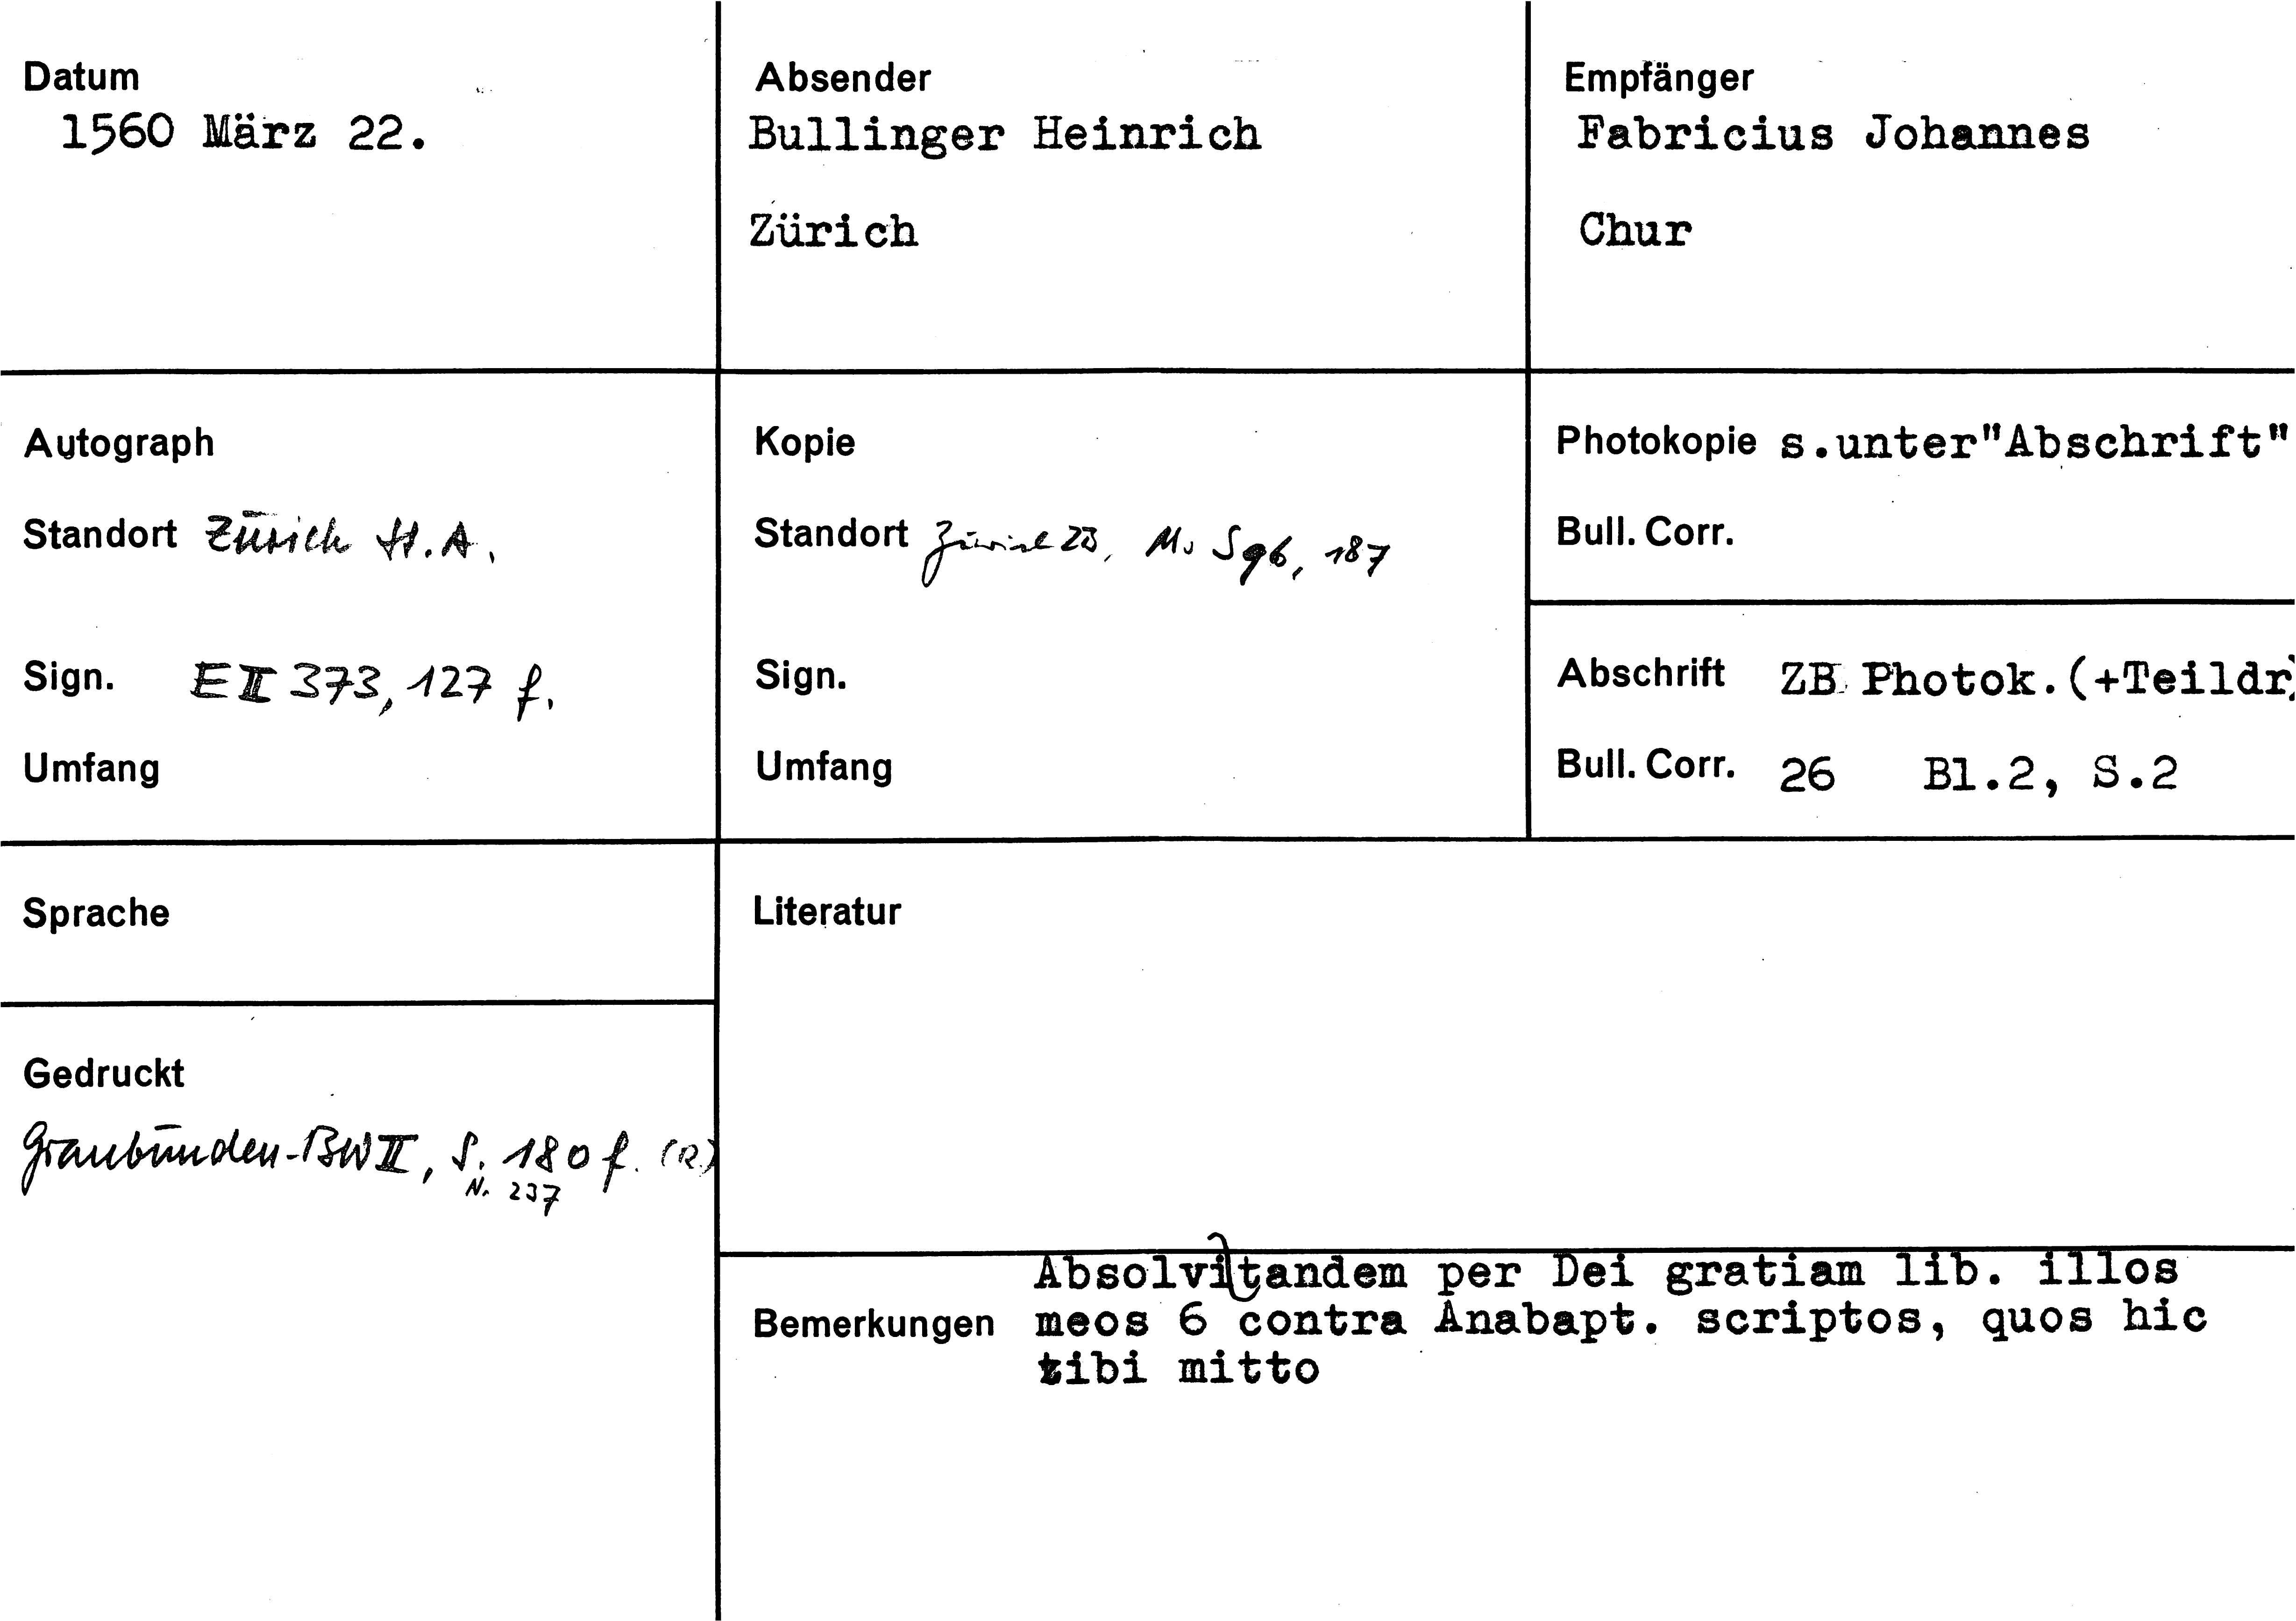 Datum
1560 März 22.
Absender
Bullinger Heinrich
Zürich
Empfänger
Fabricius Johannes
Chur
Autograph
Standort Zürich St.A.
Sign. E II 373, 127 f.
Umfang
Kopie
Standort Zürich ZB, Ms S 96, 187
Sign.
Umfang
Photokopie s.unter"Abschrift"
Bull. Corr.
Abschrift ZB Photok.(+Teildr)
Bull. Corr. 26 Bl.2, S.2
Sprache
Gedruckt
Graubünden-BW II, S. 180 f. (R.)
Nr. 237
Literatur
Bemerkungen
Absolvi tandem per Dei gratiam lib. illos
meos 6 contra Anabapt. scriptos, quos hic
tibi mitto